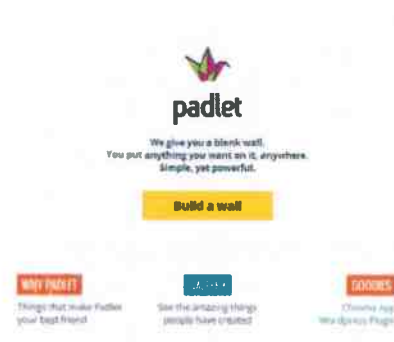 padlet
We give you a blank wall.
You put anything you want on it, anywhere.
Simple, yet powerful.
Build a wall
WHY PADLET
GOODIES
Things that make Padlet
your best friend
See the amazing things
people have created
Chrome App
Wordpress Plugin